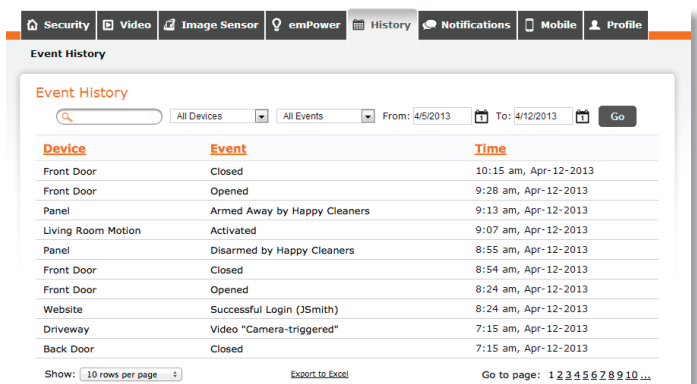 Security Video Image Sensor emPower History Notifications Mobile Profile
Event History
Event History
All Devices All Events From: 4/5/2013 To: 4/12/2013 Go
Device Event Time
Front Door Closed 10:15 am, Apr-12-2013
Front Door Opened 9:28 am, Apr-12-2013
Panel Armed Away by Happy Cleaners 9:13 am, Apr-12-2013
Living Room Motion Activated 9:07 am, Apr-12-2013
Panel Disarmed by Happy Cleaners 8:55 am, Apr-12-2013
Front Door Closed 8:54 am, Apr-12-2013
Front Door Opened 8:24 am, Apr-12-2013
Website Successful Login (JSmith) 8:24 am, Apr-12-2013
Driveway Video "Camera-triggered" 7:15 am, Apr-12-2013
Back Door Closed 7:15 am, Apr-12-2013
Show: 10 rows per page Export to Excel Go to page: 1 2 3 4 5 6 7 8 9 10 ...